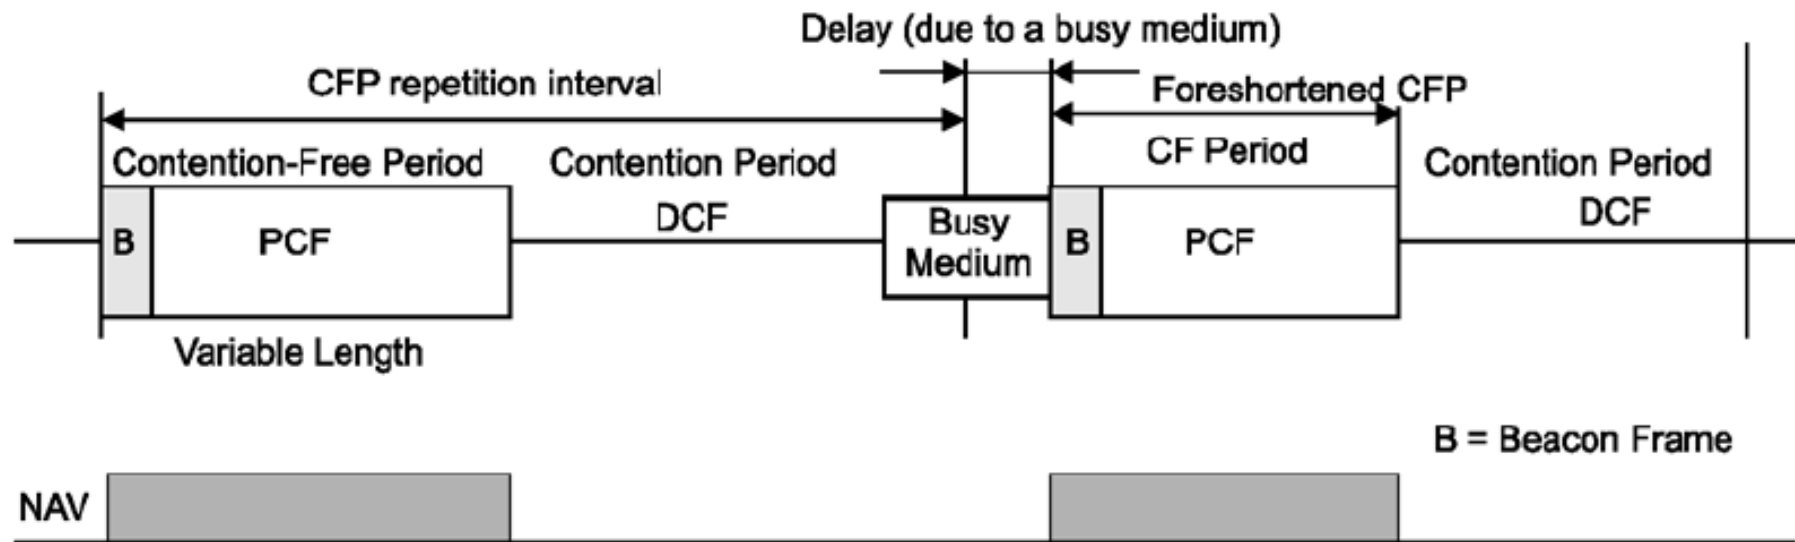 Delay (due to a busy medium)
CFP repetition interval
Foreshortened CFP
Contention-Free Period
Contention Period
CF Period
Contention Period
DCF
DCF
B
PCF
Busy
Medium
B
PCF
Variable Length
B = Beacon Frame
NAV